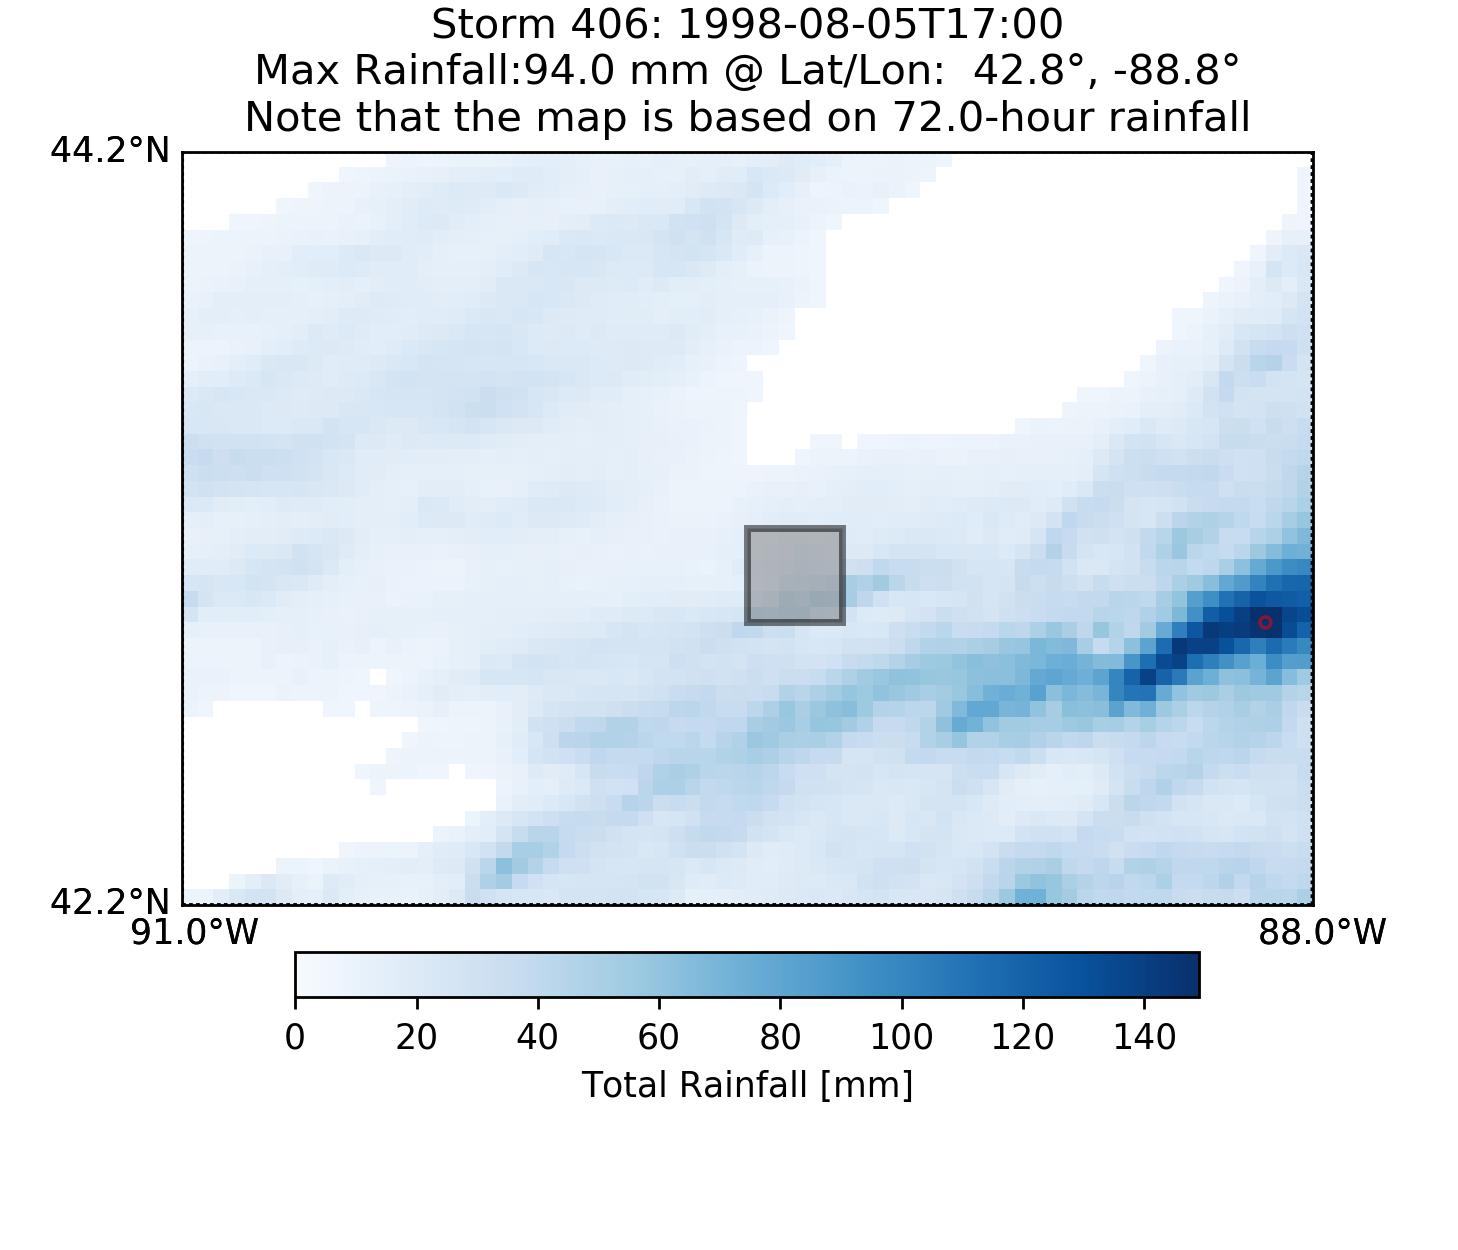 Storm 406: 1998-08-05T17:00
Max Rainfall:94.0 mm @ Lat/Lon:  42.8°, -88.8°
Note that the map is based on 72.0-hour rainfall
44.2°N
42.2°N
91.0°W 88.0°W
0 20 40 60 80 100 120 140
Total Rainfall [mm]